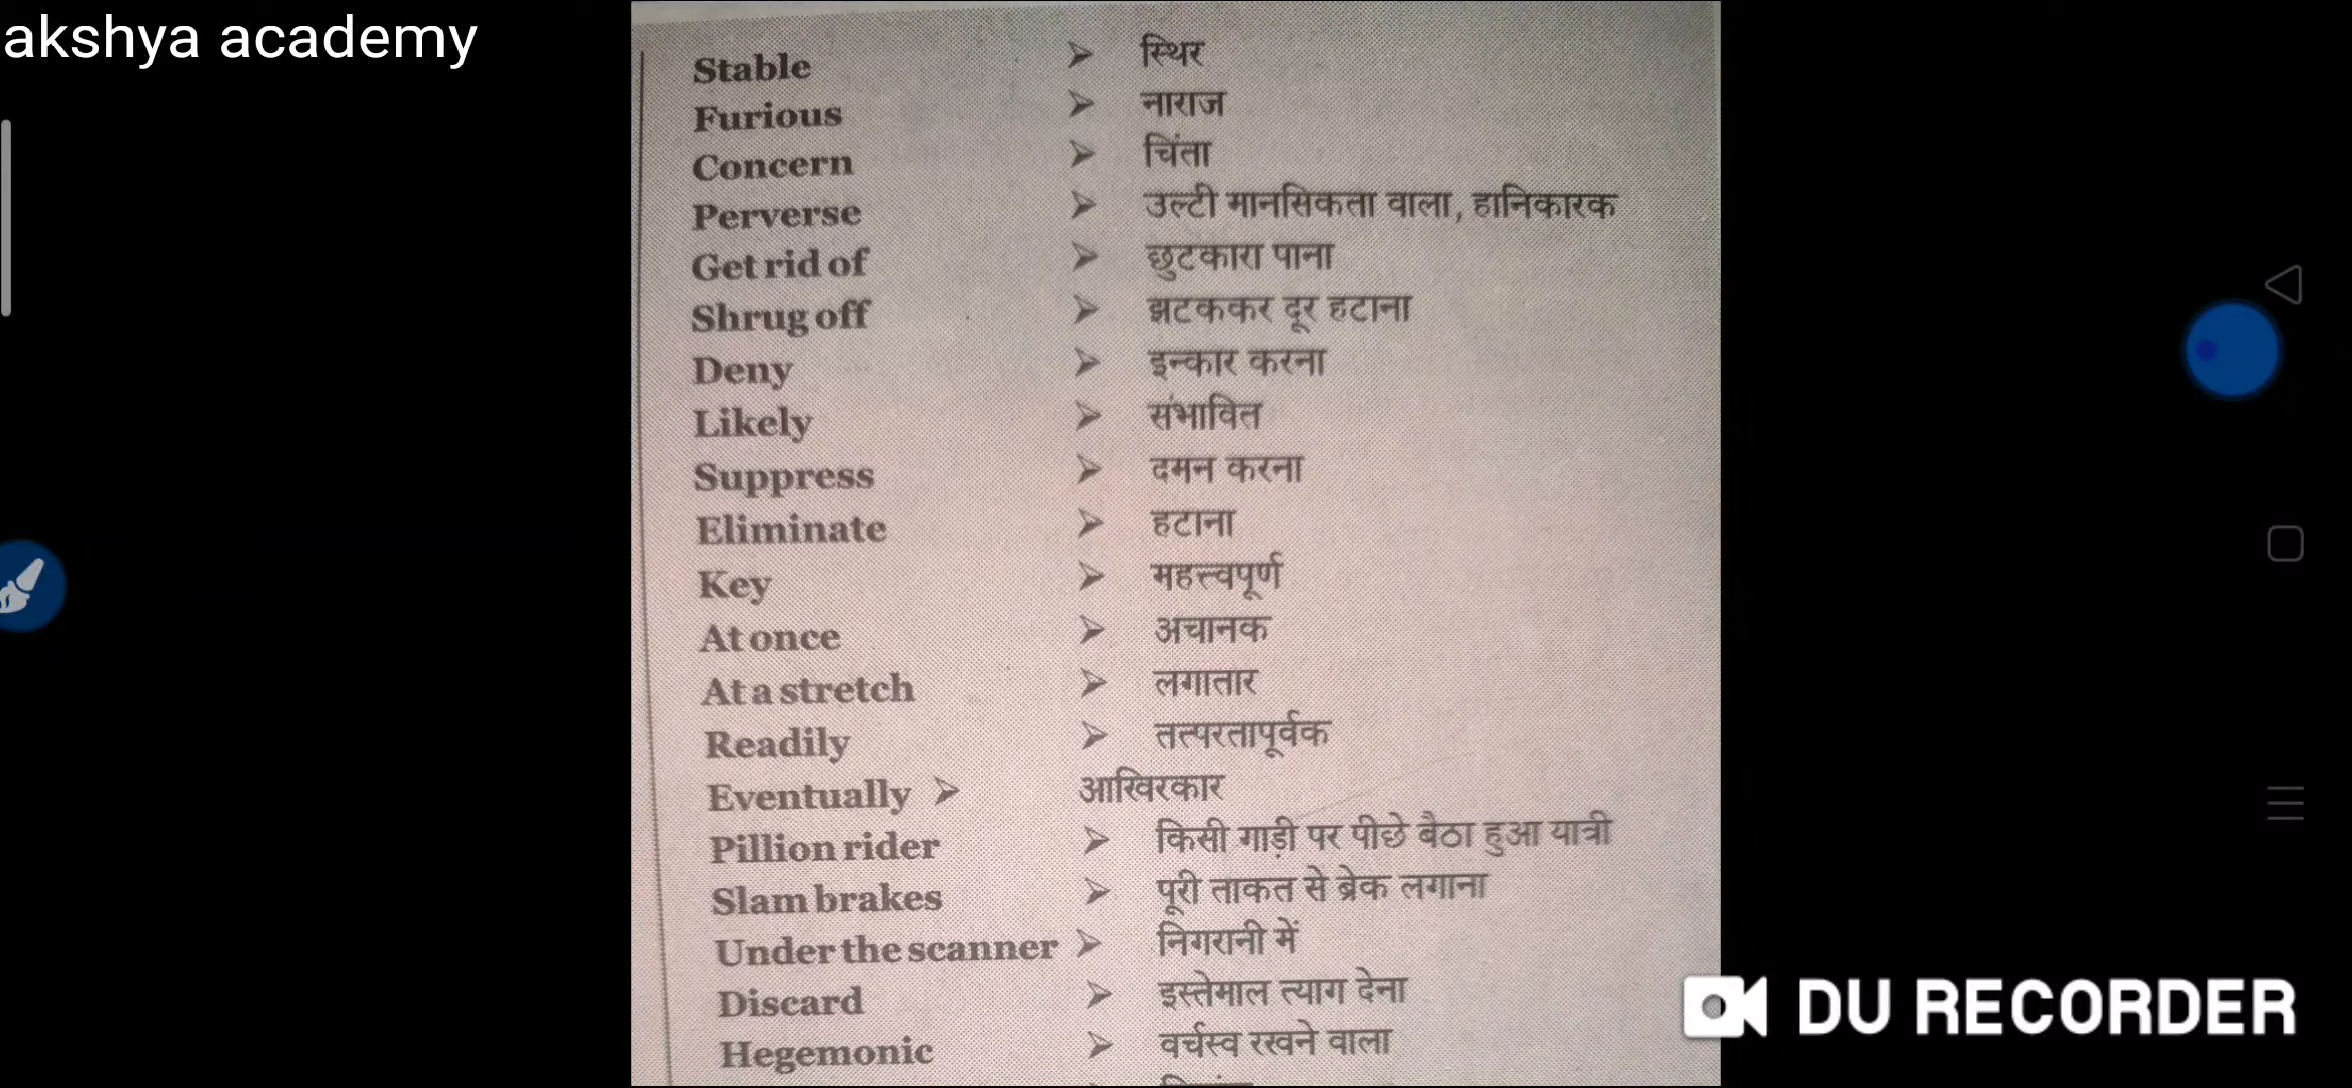 akshya academy
Stable ➢ स्थिर
Furious ➢ नाराज
Concern ➢ चिंता
Perverse ➢ उल्टी मानसिकता वाला, हानिकारक
Get rid of ➢ छुटकारा पाना
Shrug off ➢ झटककर दूर हटाना
Deny ➢ इन्कार करना
Likely ➢ संभावित
Suppress ➢ दमन करना
Eliminate ➢ हटाना
Key ➢ महत्त्वपूर्ण
At once ➢ अचानक
At a stretch ➢ लगातार
Readily ➢ तत्परतापूर्वक
Eventually ➢ आखिरकार
Pillion rider ➢ किसी गाड़ी पर पीछे बैठा हुआ यात्री
Slam brakes ➢ पूरी ताकत से ब्रेक लगाना
Under the scanner ➢ निगरानी में
Discard ➢ इस्तेमाल त्याग देना
Hegemonic ➢ वर्चस्व रखने वाला
DU RECORDER